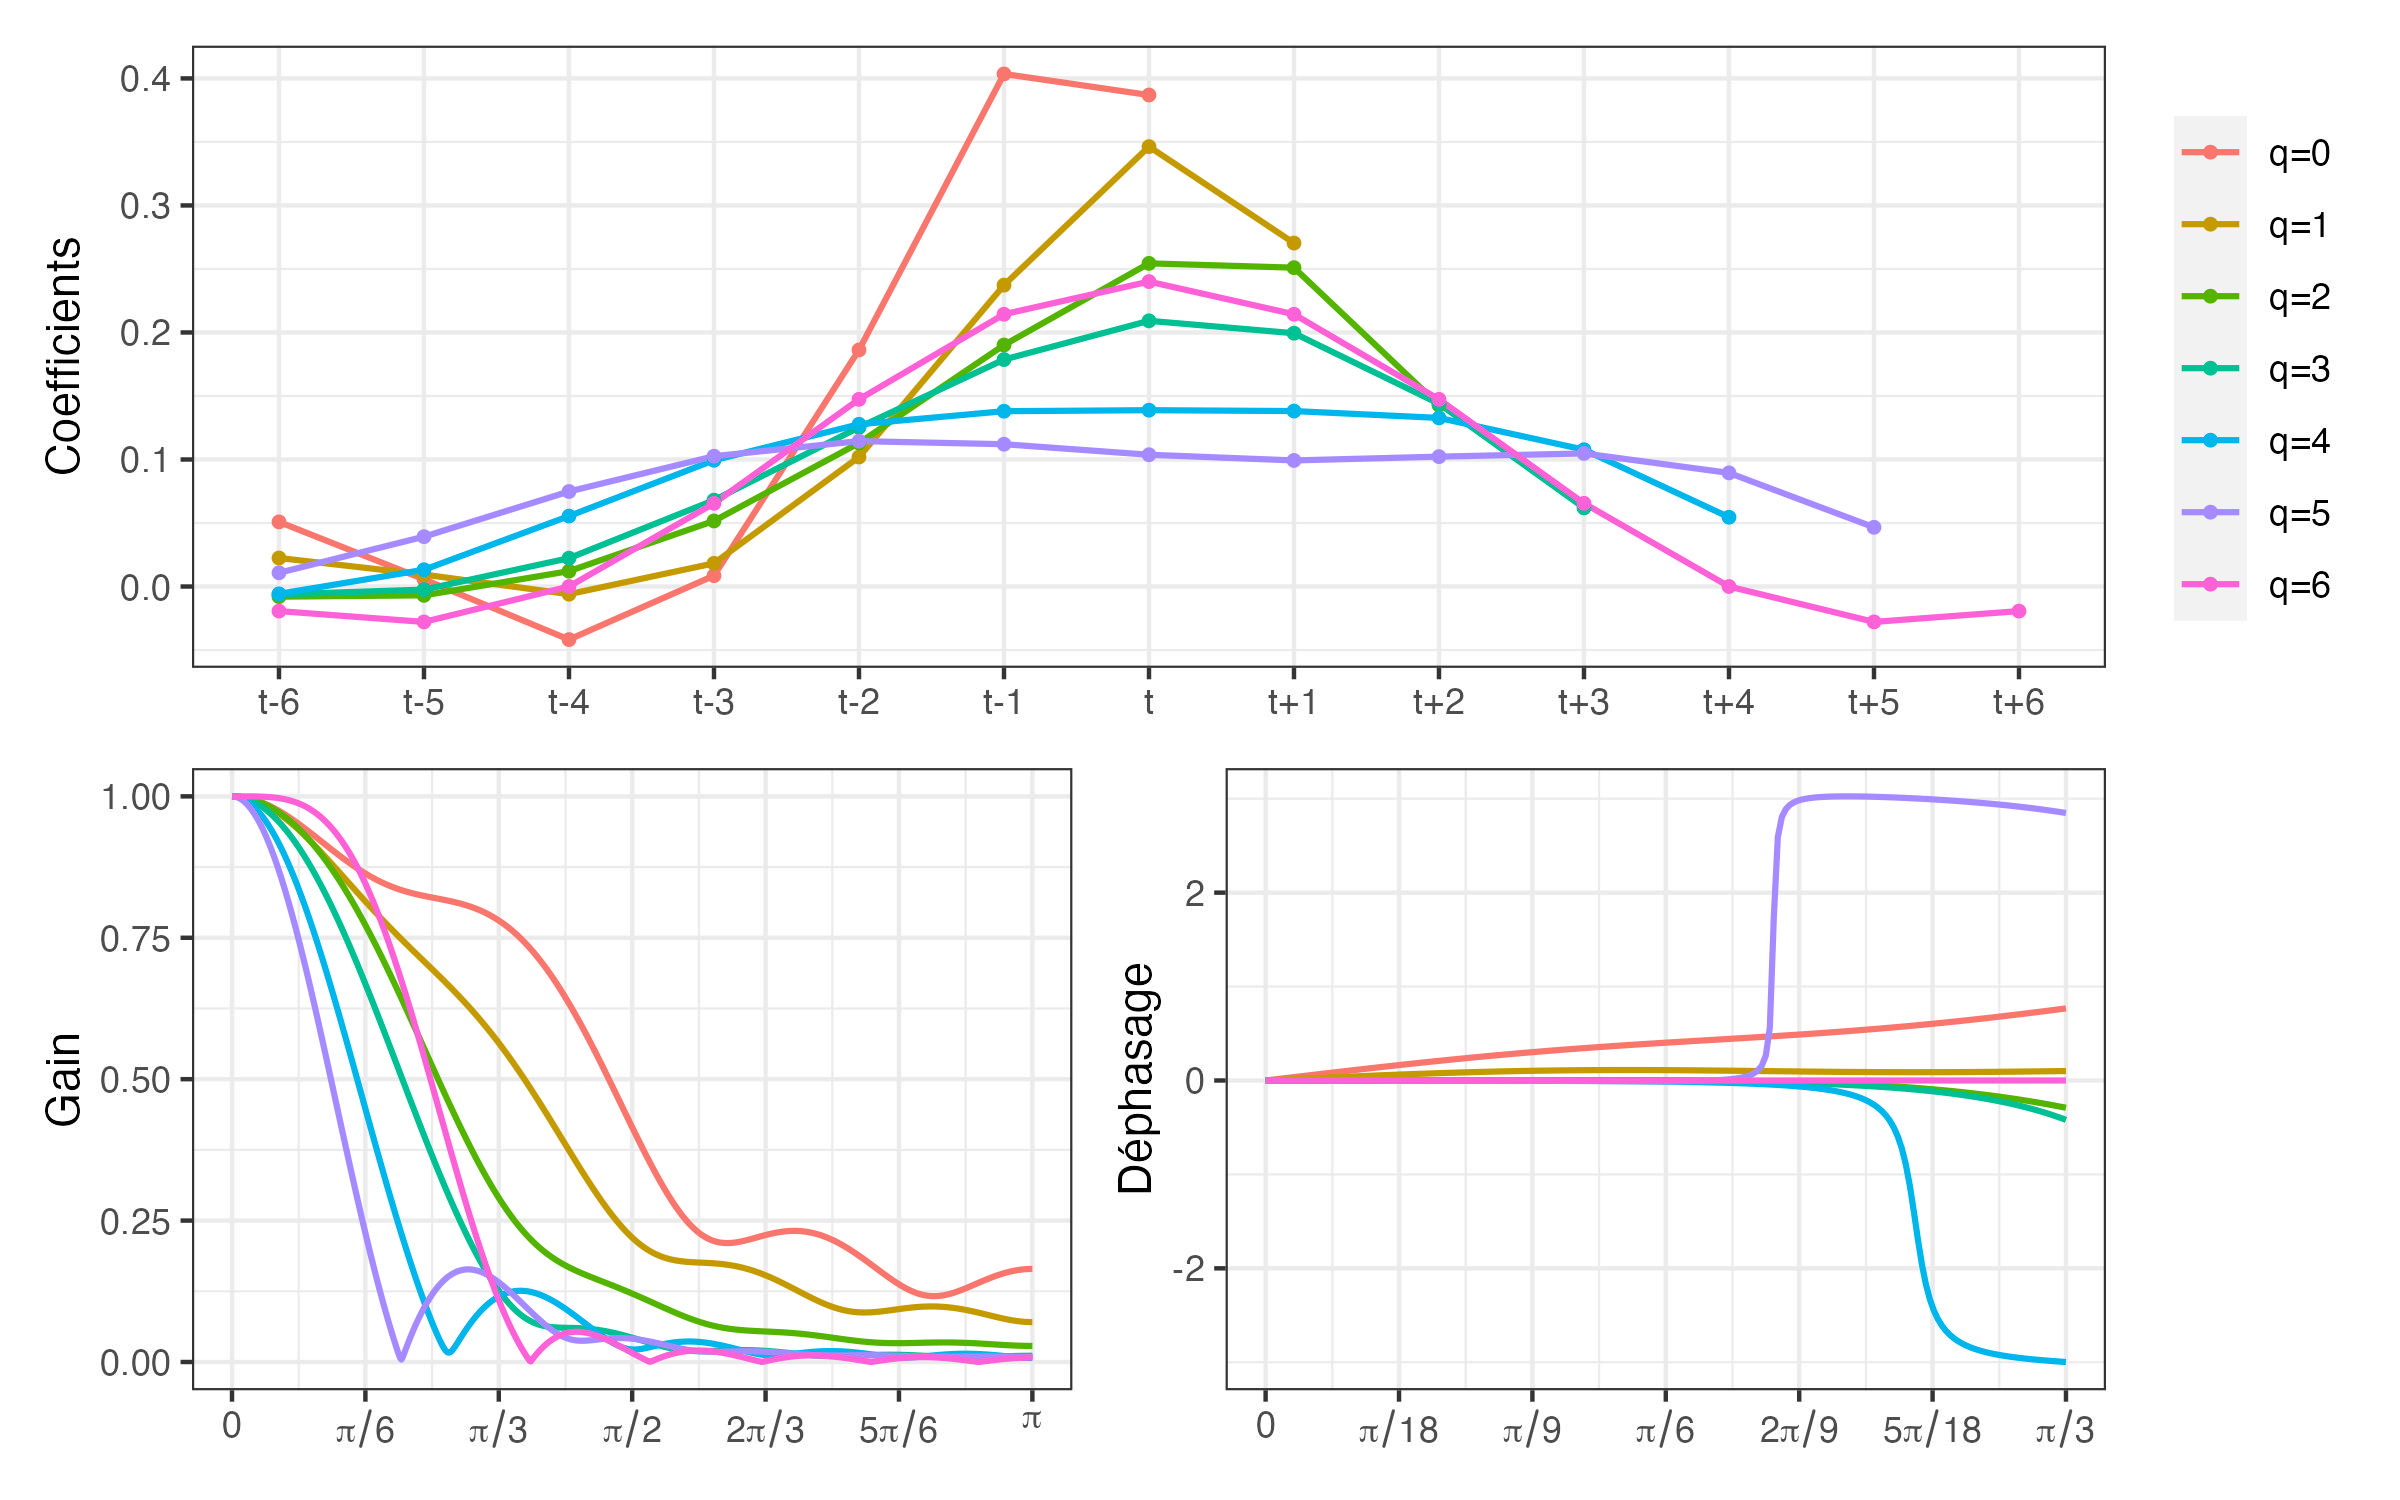 Coefficients
0.4
0.3
0.2
0.1
0.0
t-6 t-5 t-4 t-3 t-2 t-1 t t+1 t+2 t+3 t+4 t+5 t+6
q=0
q=1
q=2
q=3
q=4
q=5
q=6
Gain
1.00
0.75
0.50
0.25
0.00
0 π/6 π/3 π/2 2π/3 5π/6 π
Déphasage
2
0
-2
0 π/18 π/9 π/6 2π/9 5π/18 π/3